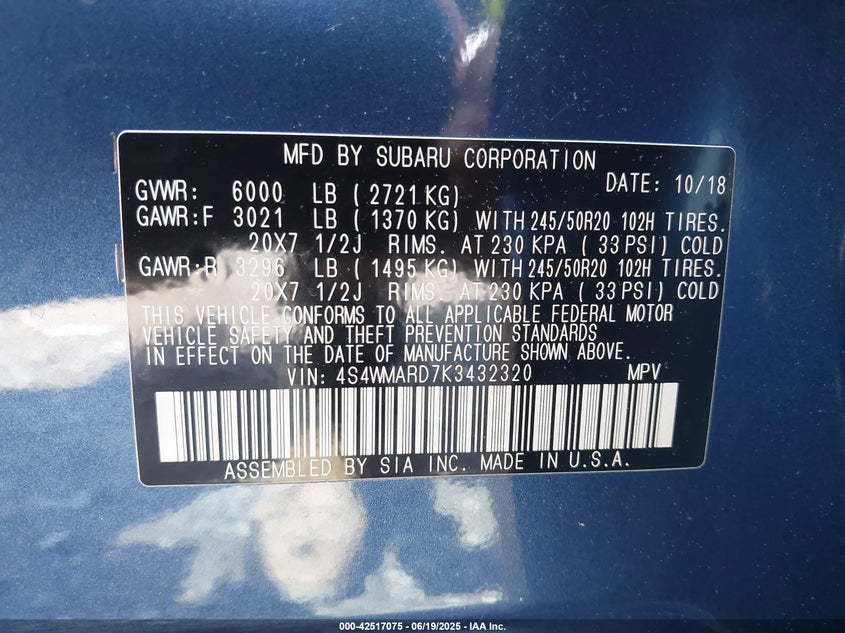 MFD BY SUBARU CORPORATION
DATE: 10/18
GVWR: 6000 LB ( 2721 KG)
GAWR:F 3021 LB ( 1370 KG) WITH 245/50R20 102H TIRES.
20X7 1/2J RIMS. AT 230 KPA ( 33 PSI) COLD
GAWR:R 3296 LB ( 1495 KG) WITH 245/50R20 102H TIRES.
20X7 1/2J RIMS. AT 230 KPA ( 33 PSI) COLD
THIS VEHICLE CONFORMS TO ALL APPLICABLE FEDERAL MOTOR
VEHICLE SAFETY AND THEFT PREVENTION STANDARDS
IN EFFECT ON THE DATE OF MANUFACTURE SHOWN ABOVE.
VIN: 4S4WMARD7K3432320 MPV
ASSEMBLED BY SIA INC. MADE IN U.S.A.
000-42517075 - 06/19/2025 - IAA Inc.